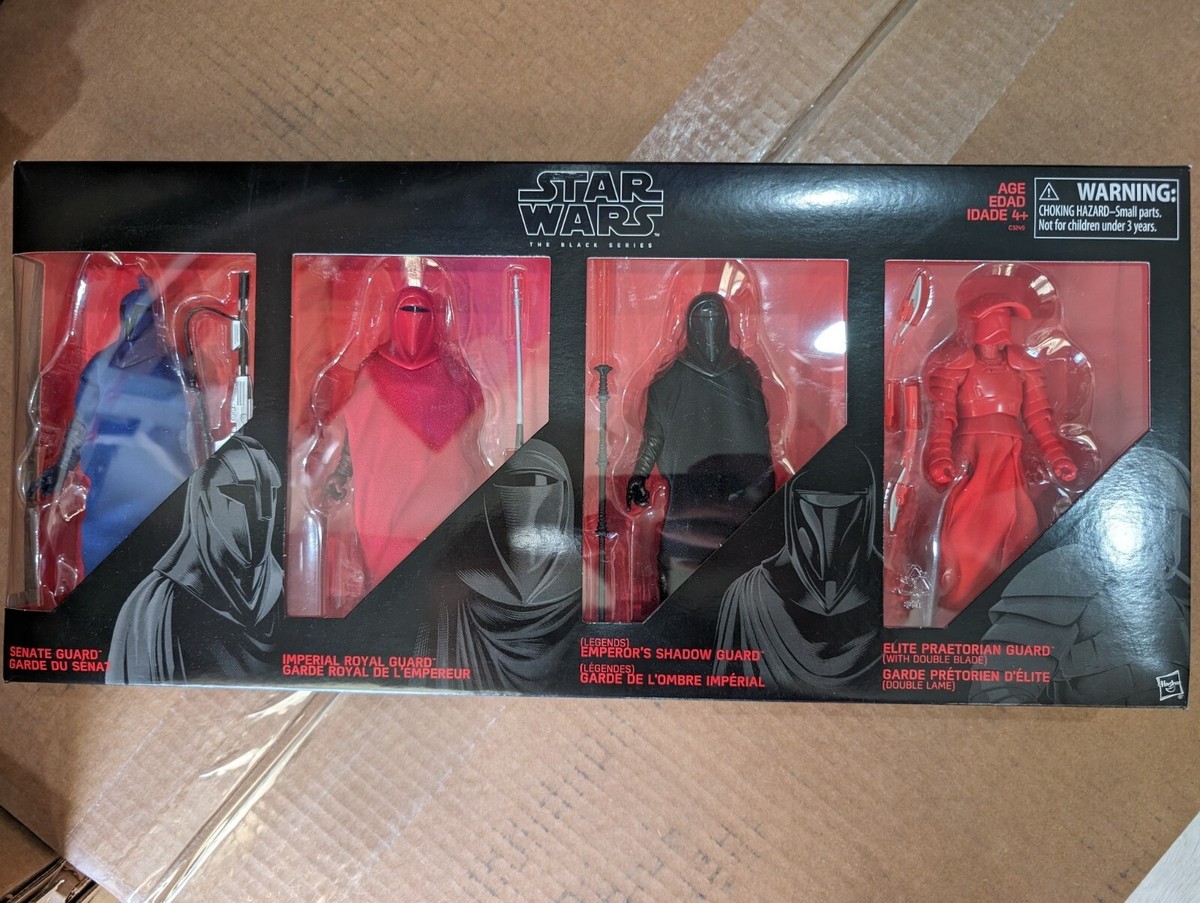 STAR
WARS™
THE BLACK SERIES
AGE
EDAD
IDADE 4+
C3249
WARNING:
CHOKING HAZARD–Small parts.
Not for children under 3 years.
SENATE GUARD™
GARDE DU SÉNAT
IMPERIAL ROYAL GUARD™
GARDE ROYAL DE L'EMPEREUR
(LEGENDS)
EMPEROR'S SHADOW GUARD™
(LÉGENDES)
GARDE DE L'OMBRE IMPÉRIAL
ELITE PRAETORIAN GUARD™
(WITH DOUBLE BLADE)
GARDE PRÉTORIEN D'ÉLITE
(DOUBLE LAME)
Hasbro